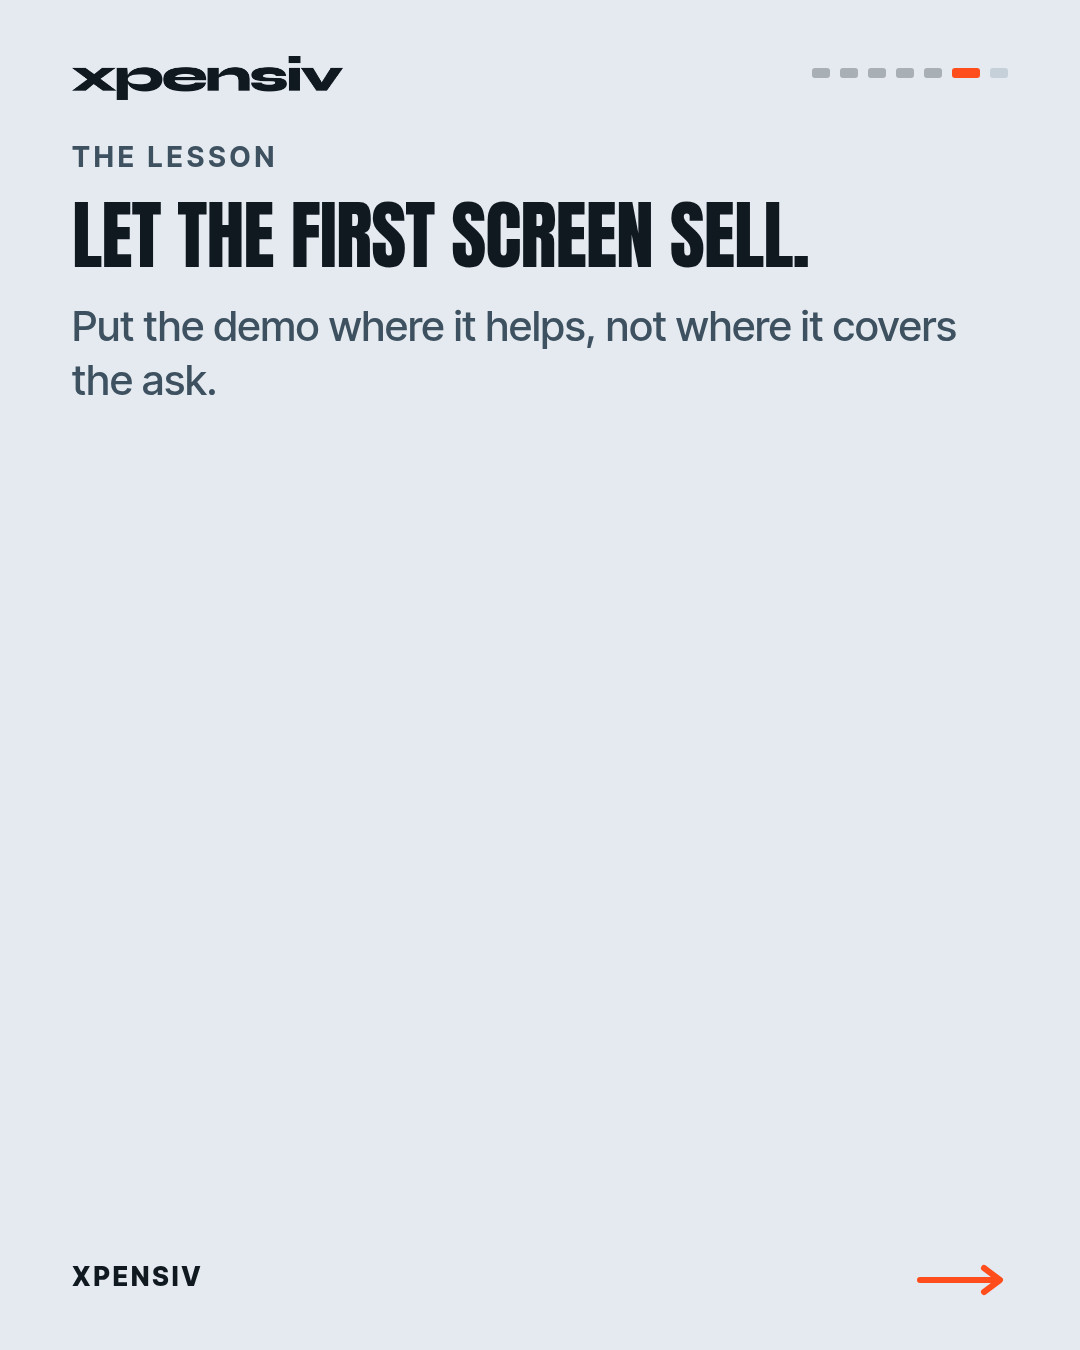 xpensiv
THE LESSON
LET THE FIRST SCREEN SELL.
Put the demo where it helps, not where it covers
the ask.
XPENSIV